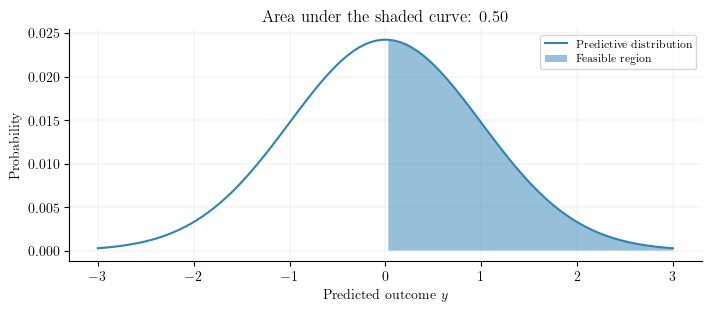 Area under the shaded curve: 0.50
Predictive distribution
Feasible region
Probability
0.025
0.020
0.015
0.010
0.005
0.000
−3
−2
−1
0
1
2
3
Predicted outcome y